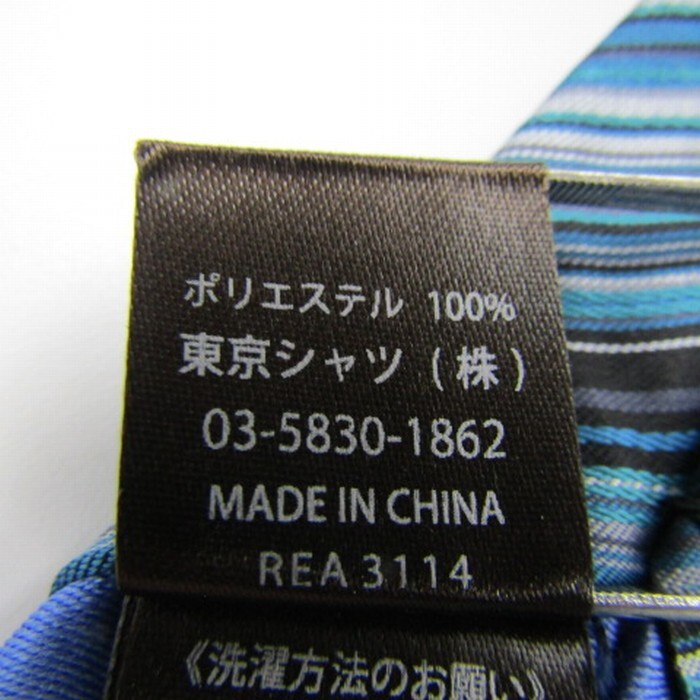 ポリエステル 100%
東京シャツ (株)
03-5830-1862
MADE IN CHINA
REA 3114
《洗濯方法のお願い》